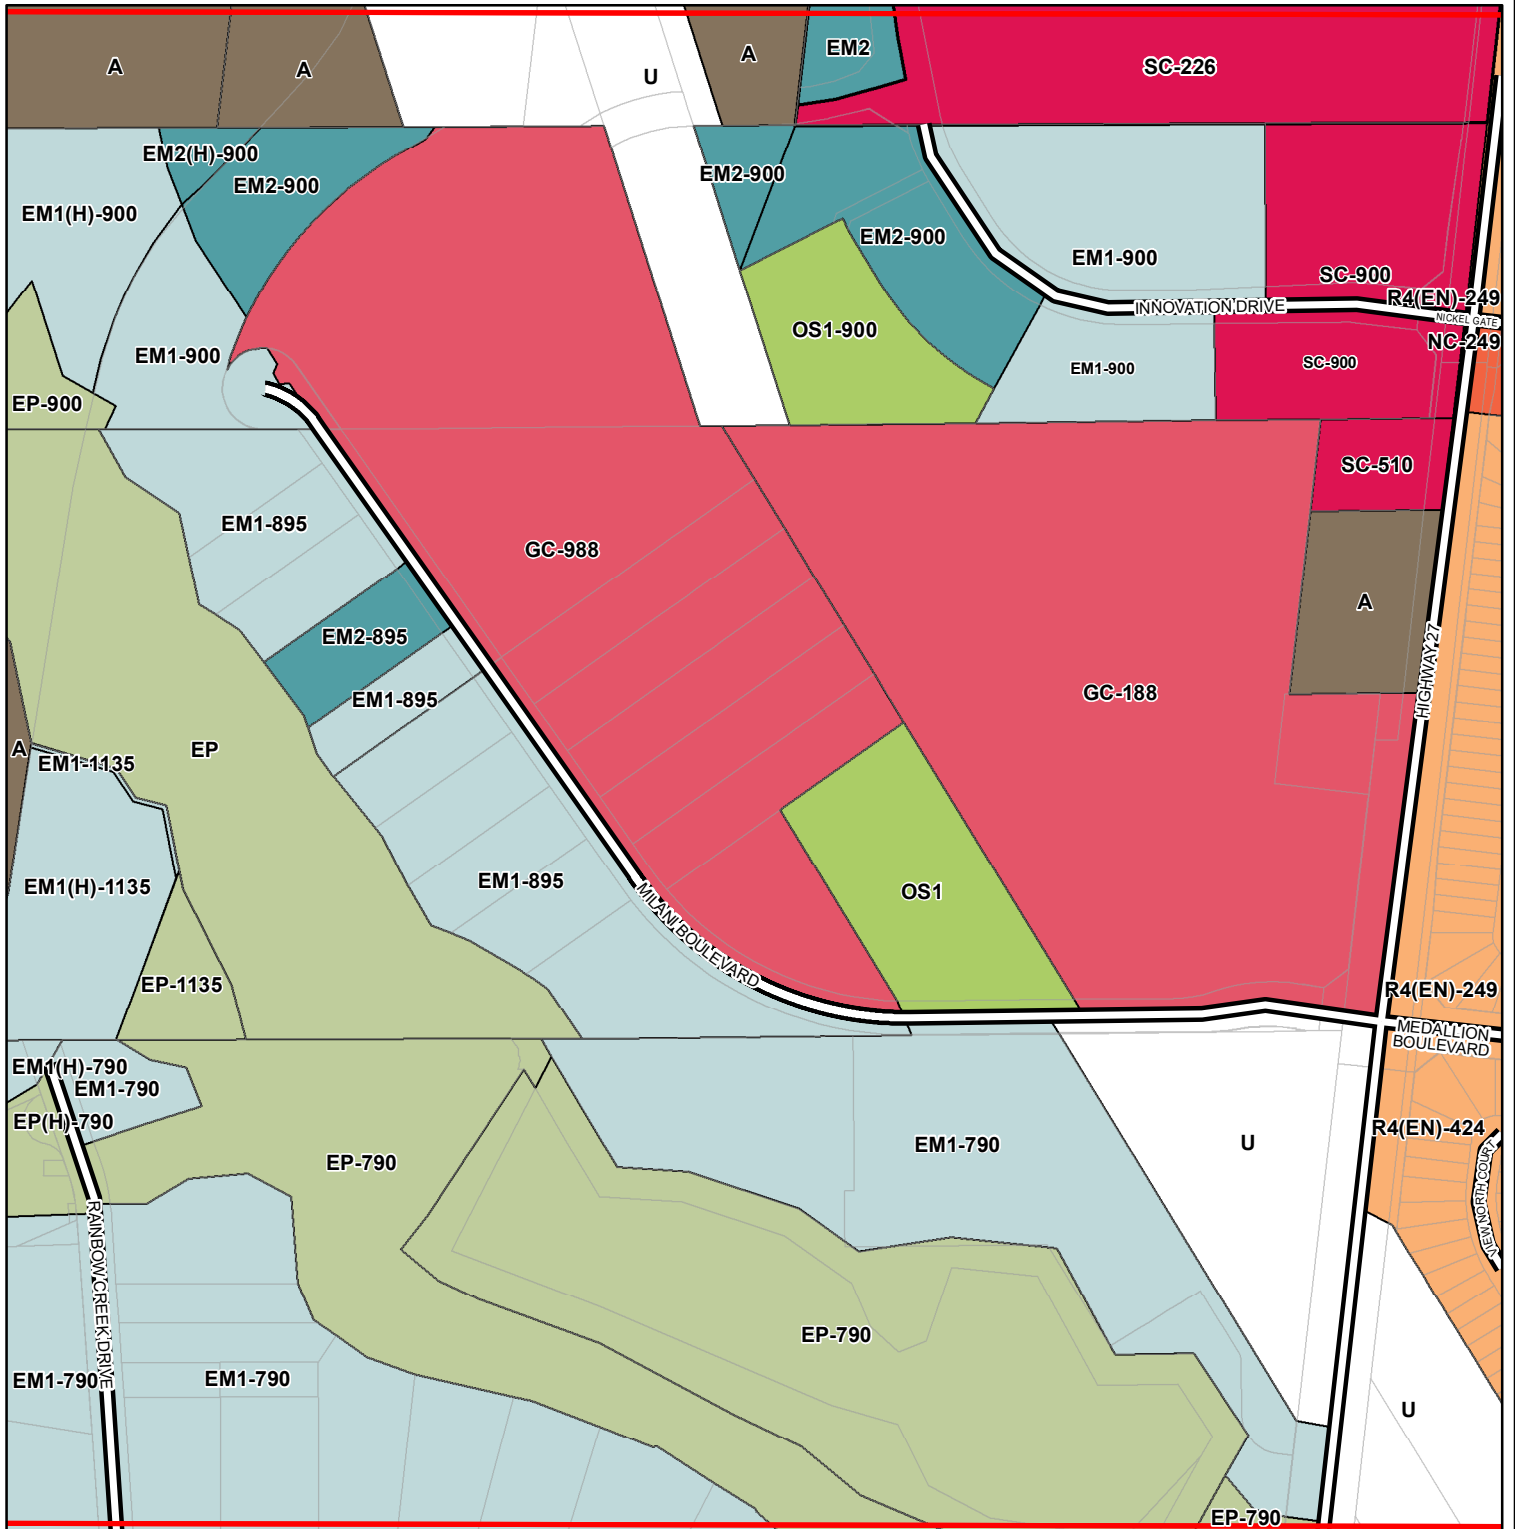 A
A
U
A
EM2
SC-226
EM2(H)-900
EM2-900
EM1(H)-900
EM2-900
EM2-900
EM1-900
SC-900
R4(EN)-249
INNOVATION DRIVE
NICKEL GATE
NC-249
OS1-900
EM1-900
EM1-900
SC-900
EP-900
SC-510
EM1-895
GC-988
A
EM2-895
HIGHWAY 27
EM1-895
GC-188
EP
A
EM1-1135
EM1(H)-1135
EM1-895
OS1
MILANI BOULEVARD
EP-1135
R4(EN)-249
MEDALLION
BOULEVARD
EM1(H)-790
EM1-790
EP(H)-790
EP-790
EM1-790
U
R4(EN)-424
VIEW NORTH COURT
RAINBOW CREEK DRIVE
EP-790
EM1-790
EM1-790
U
EP-790